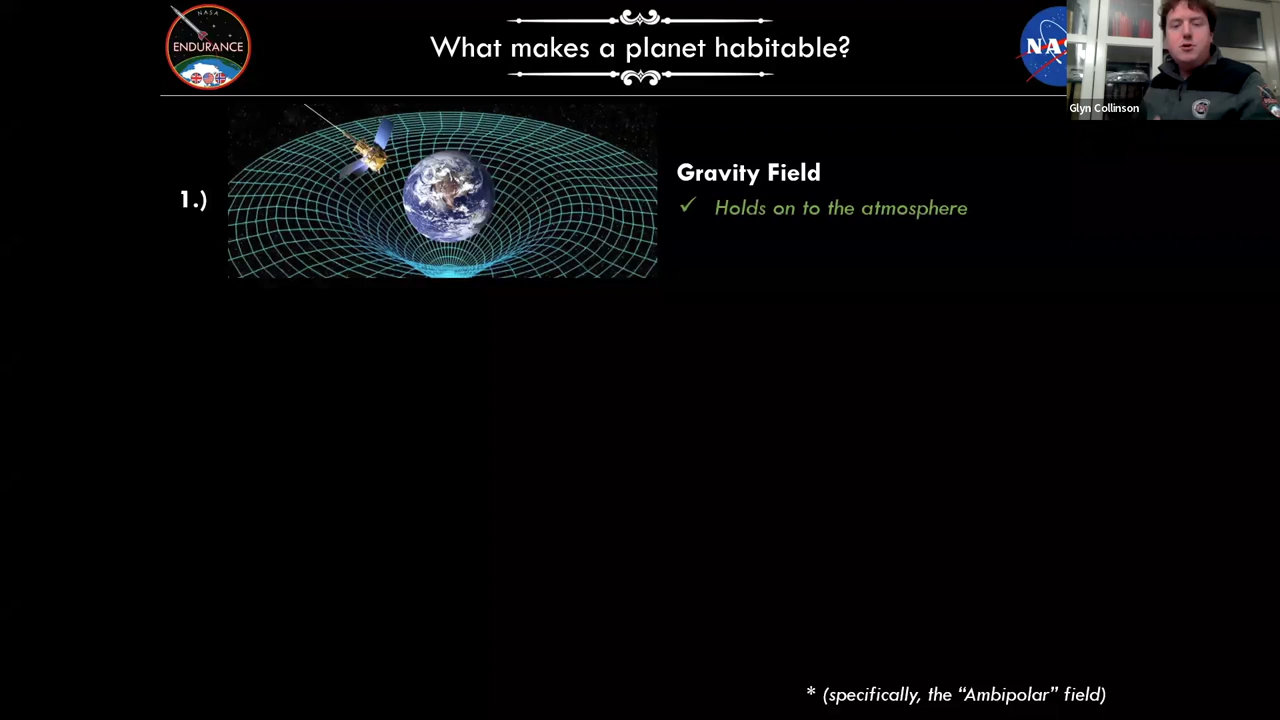 NASA
ENDURANCE
What makes a planet habitable?
NAS
Glyn Collinson
1.)
Gravity Field
✓ Holds on to the atmosphere
* (specifically, the “Ambipolar” field)